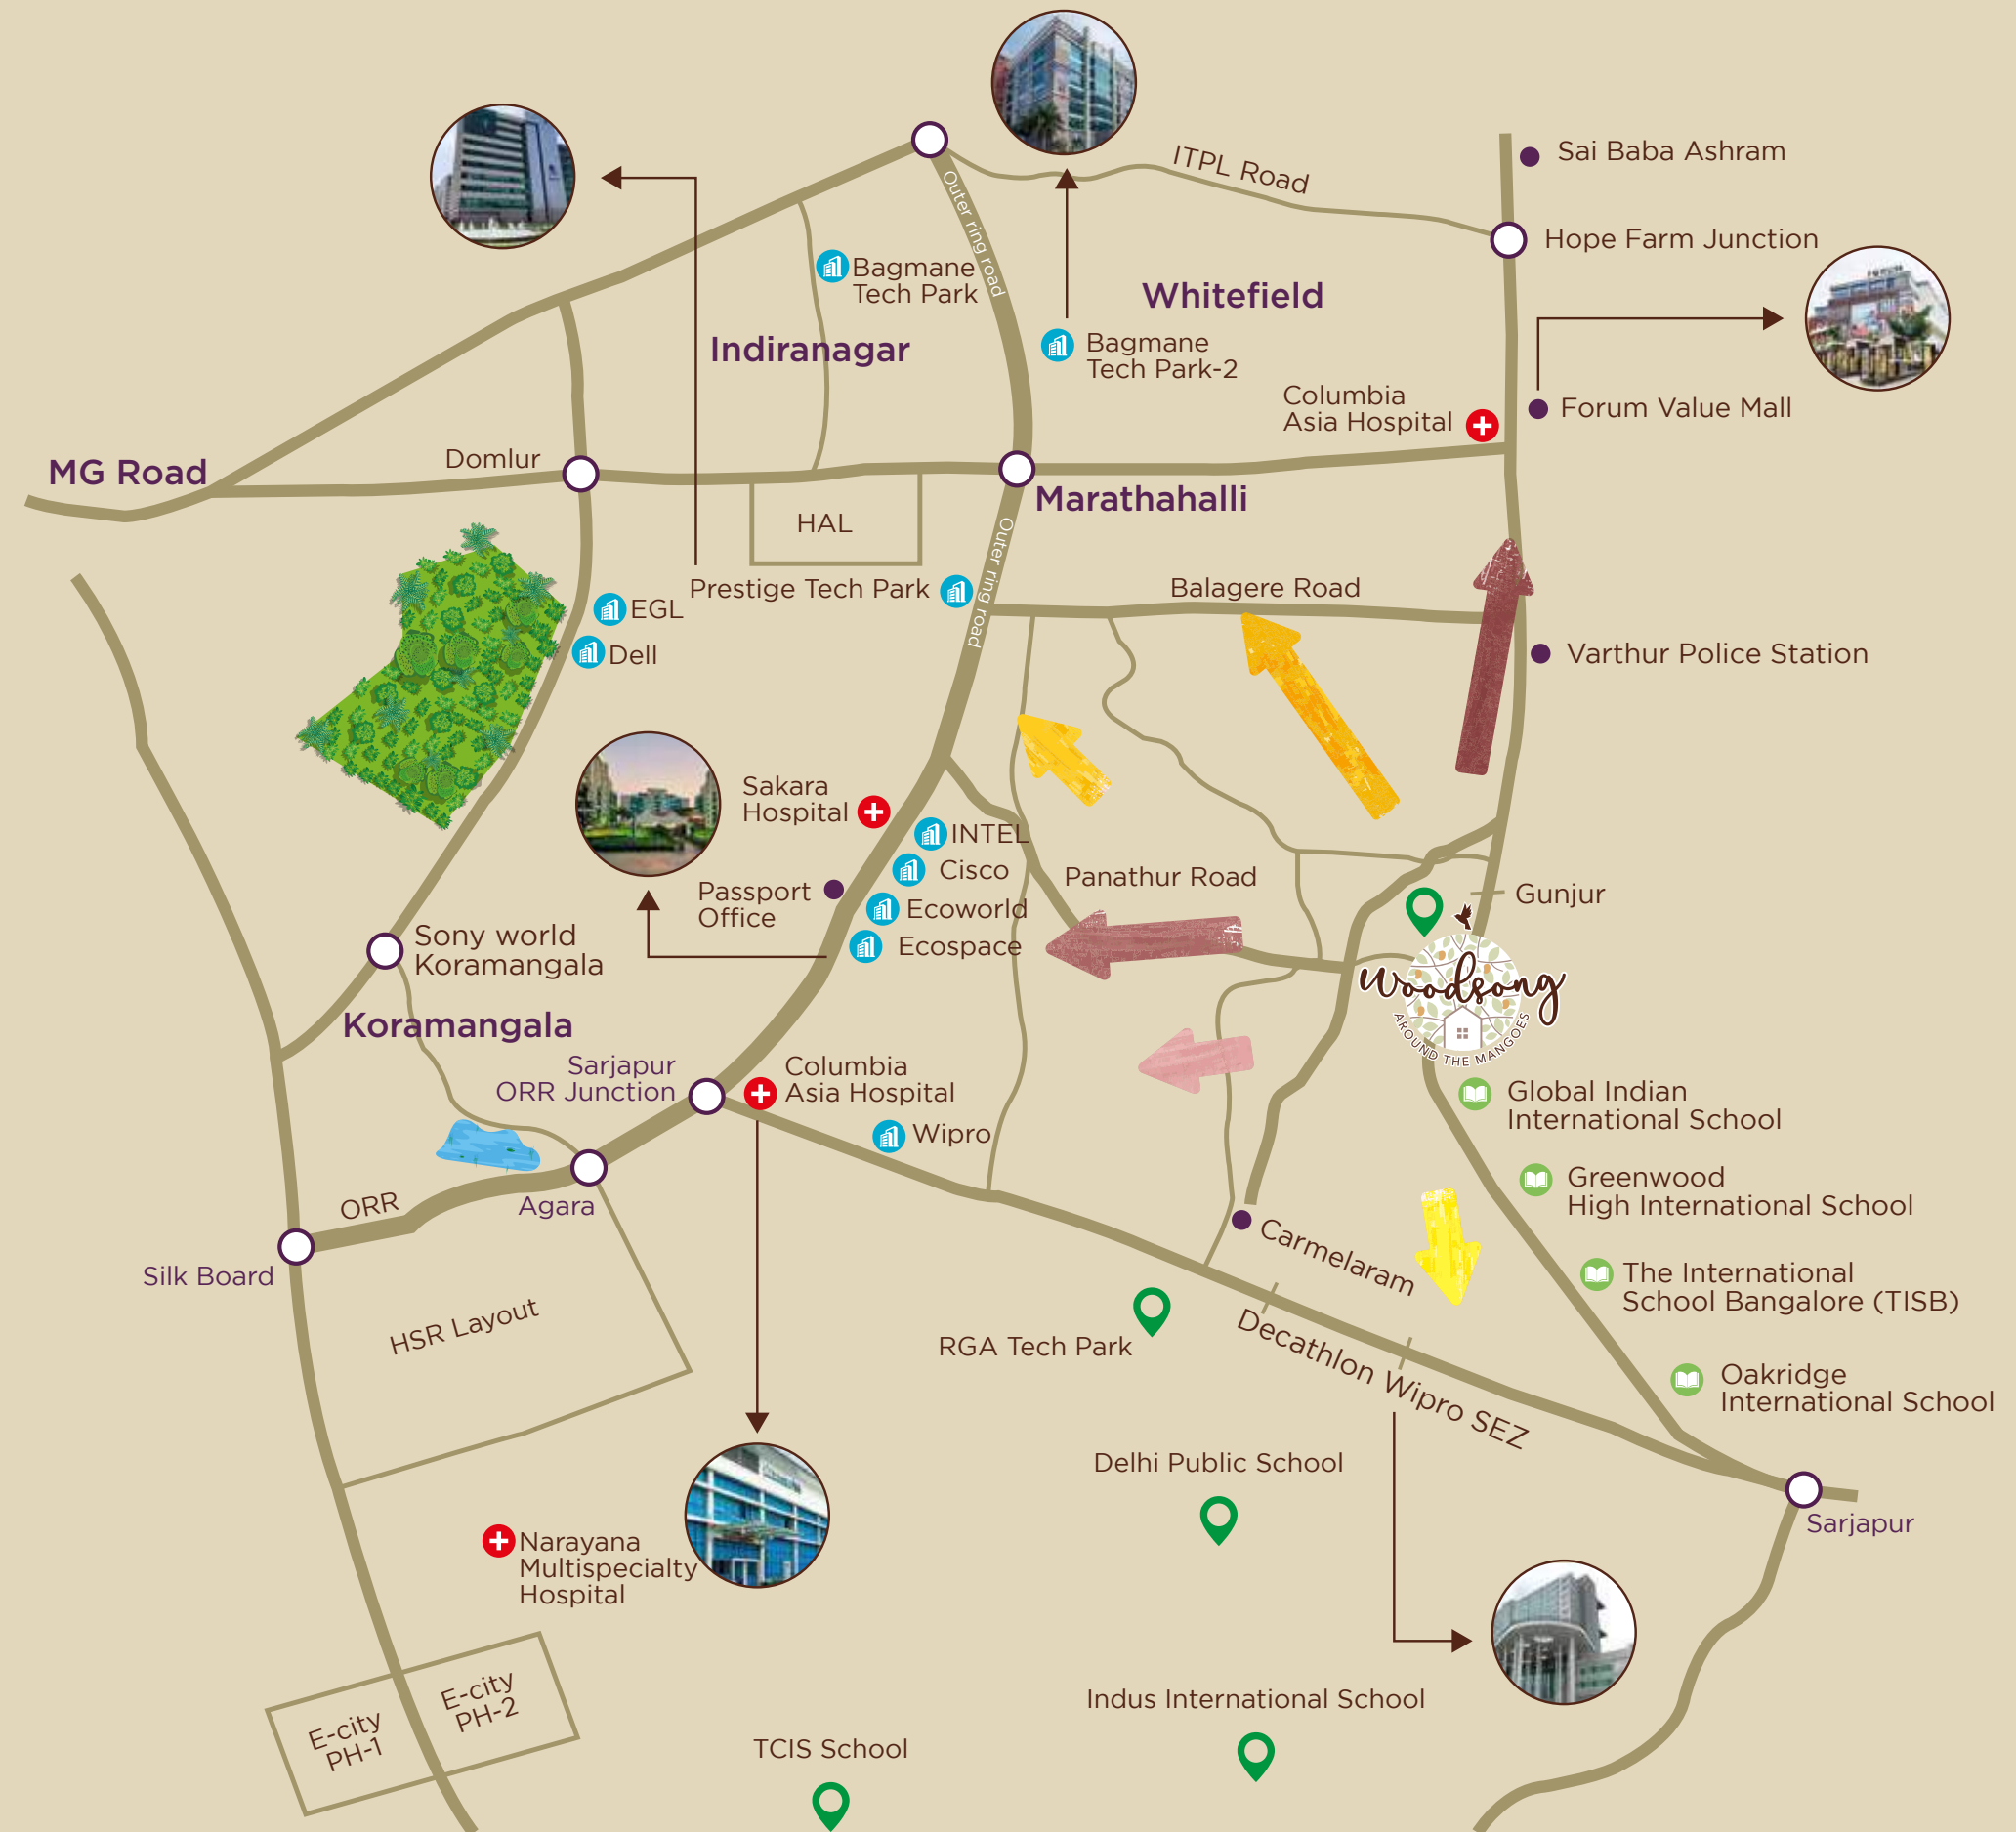 Sai Baba Ashram
ITPL Road
Hope Farm Junction
Outer ring road
Bagmane
Tech Park
Whitefield
Indiranagar
Bagmane
Tech Park-2
Columbia
Asia Hospital
Forum Value Mall
MG Road
Domlur
Marathahalli
HAL
Outer ring road
Prestige Tech Park
Balagere Road
EGL
Dell
Varthur Police Station
Sakara
Hospital
INTEL
Cisco
Passport
Office
Panathur Road
Gunjur
Ecoworld
Ecospace
Sony world
Koramangala
Woodsong
AROUND THE MANGOES
Koramangala
Sarjapur
ORR Junction
Columbia
Asia Hospital
Global Indian
International School
Wipro
Greenwood
High International School
ORR
Agara
Carmelaram
Silk Board
The International
School Bangalore (TISB)
HSR Layout
RGA Tech Park
Decathlon
Wipro SEZ
Oakridge
International School
Delhi Public School
Sarjapur
Narayana
Multispecialty
Hospital
E-city
PH-2
E-city
PH-1
Indus International School
TCIS School